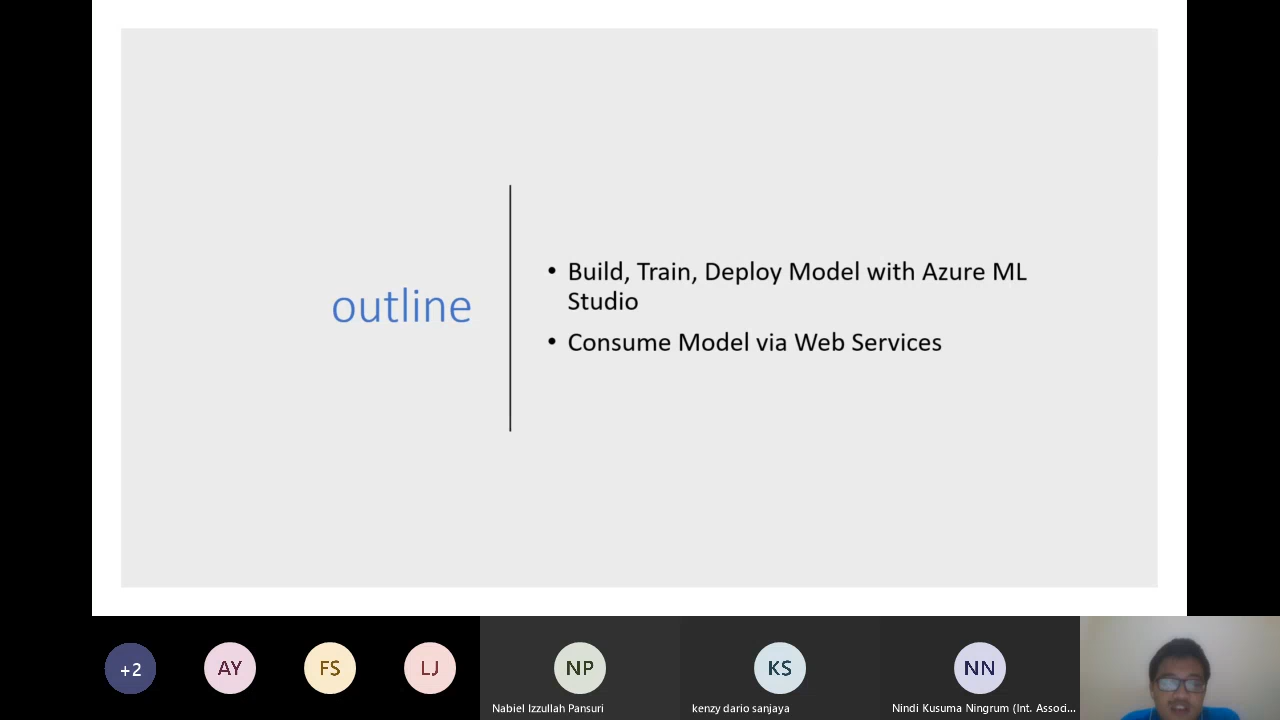 outline
• Build, Train, Deploy Model with Azure ML
Studio
• Consume Model via Web Services
+2
AY
FS
LJ
NP
KS
NN
Nabiel Izzullah Pansuri
kenzy dario sanjaya
Nindi Kusuma Ningrum (Int. Associ...